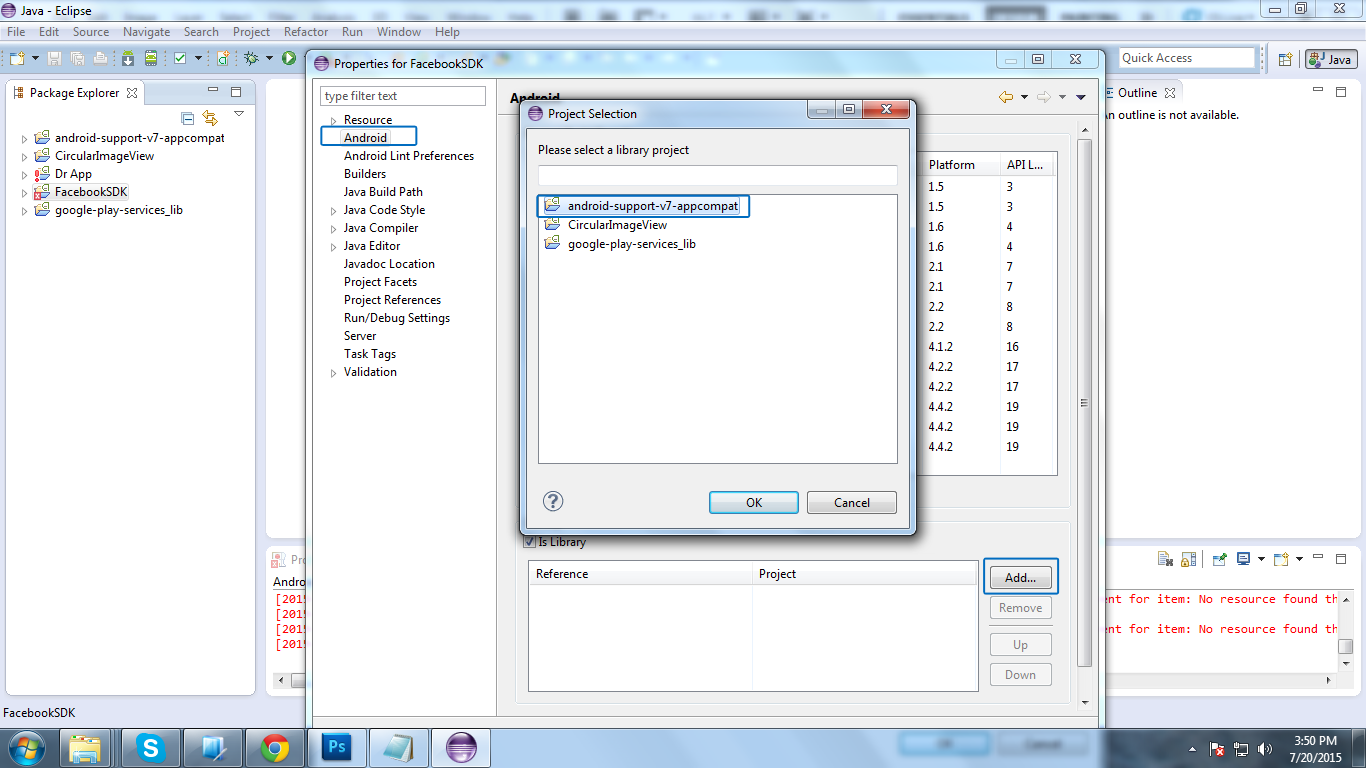 Java - Eclipse
File Edit Source Navigate Search Project Refactor Run Window Help
Quick Access
Java
Package Explorer
android-support-v7-appcompat
CircularImageView
Dr App
FacebookSDK
google-play-services_lib
Properties for FacebookSDK
type filter text
Resource
Android
Android Lint Preferences
Builders
Java Build Path
Java Code Style
Java Compiler
Java Editor
Javadoc Location
Project Facets
Project References
Run/Debug Settings
Server
Task Tags
Validation
Android
Project Selection
Please select a library project
android-support-v7-appcompat
CircularImageView
google-play-services_lib
OK Cancel
Platform API L...
1.5 3
1.5 3
1.6 4
1.6 4
2.1 7
2.1 7
2.2 8
2.2 8
4.1.2 16
4.2.2 17
4.2.2 17
4.4.2 19
4.4.2 19
4.4.2 19
Is Library
Reference Project
Add...
Remove
Up
Down
Outline
An outline is not available.
Andro
[2015
[201
[201
[201
ent for item: No resource found th
ent for item: No resource found th
FacebookSDK
Ps
3:50 PM
7/20/2015